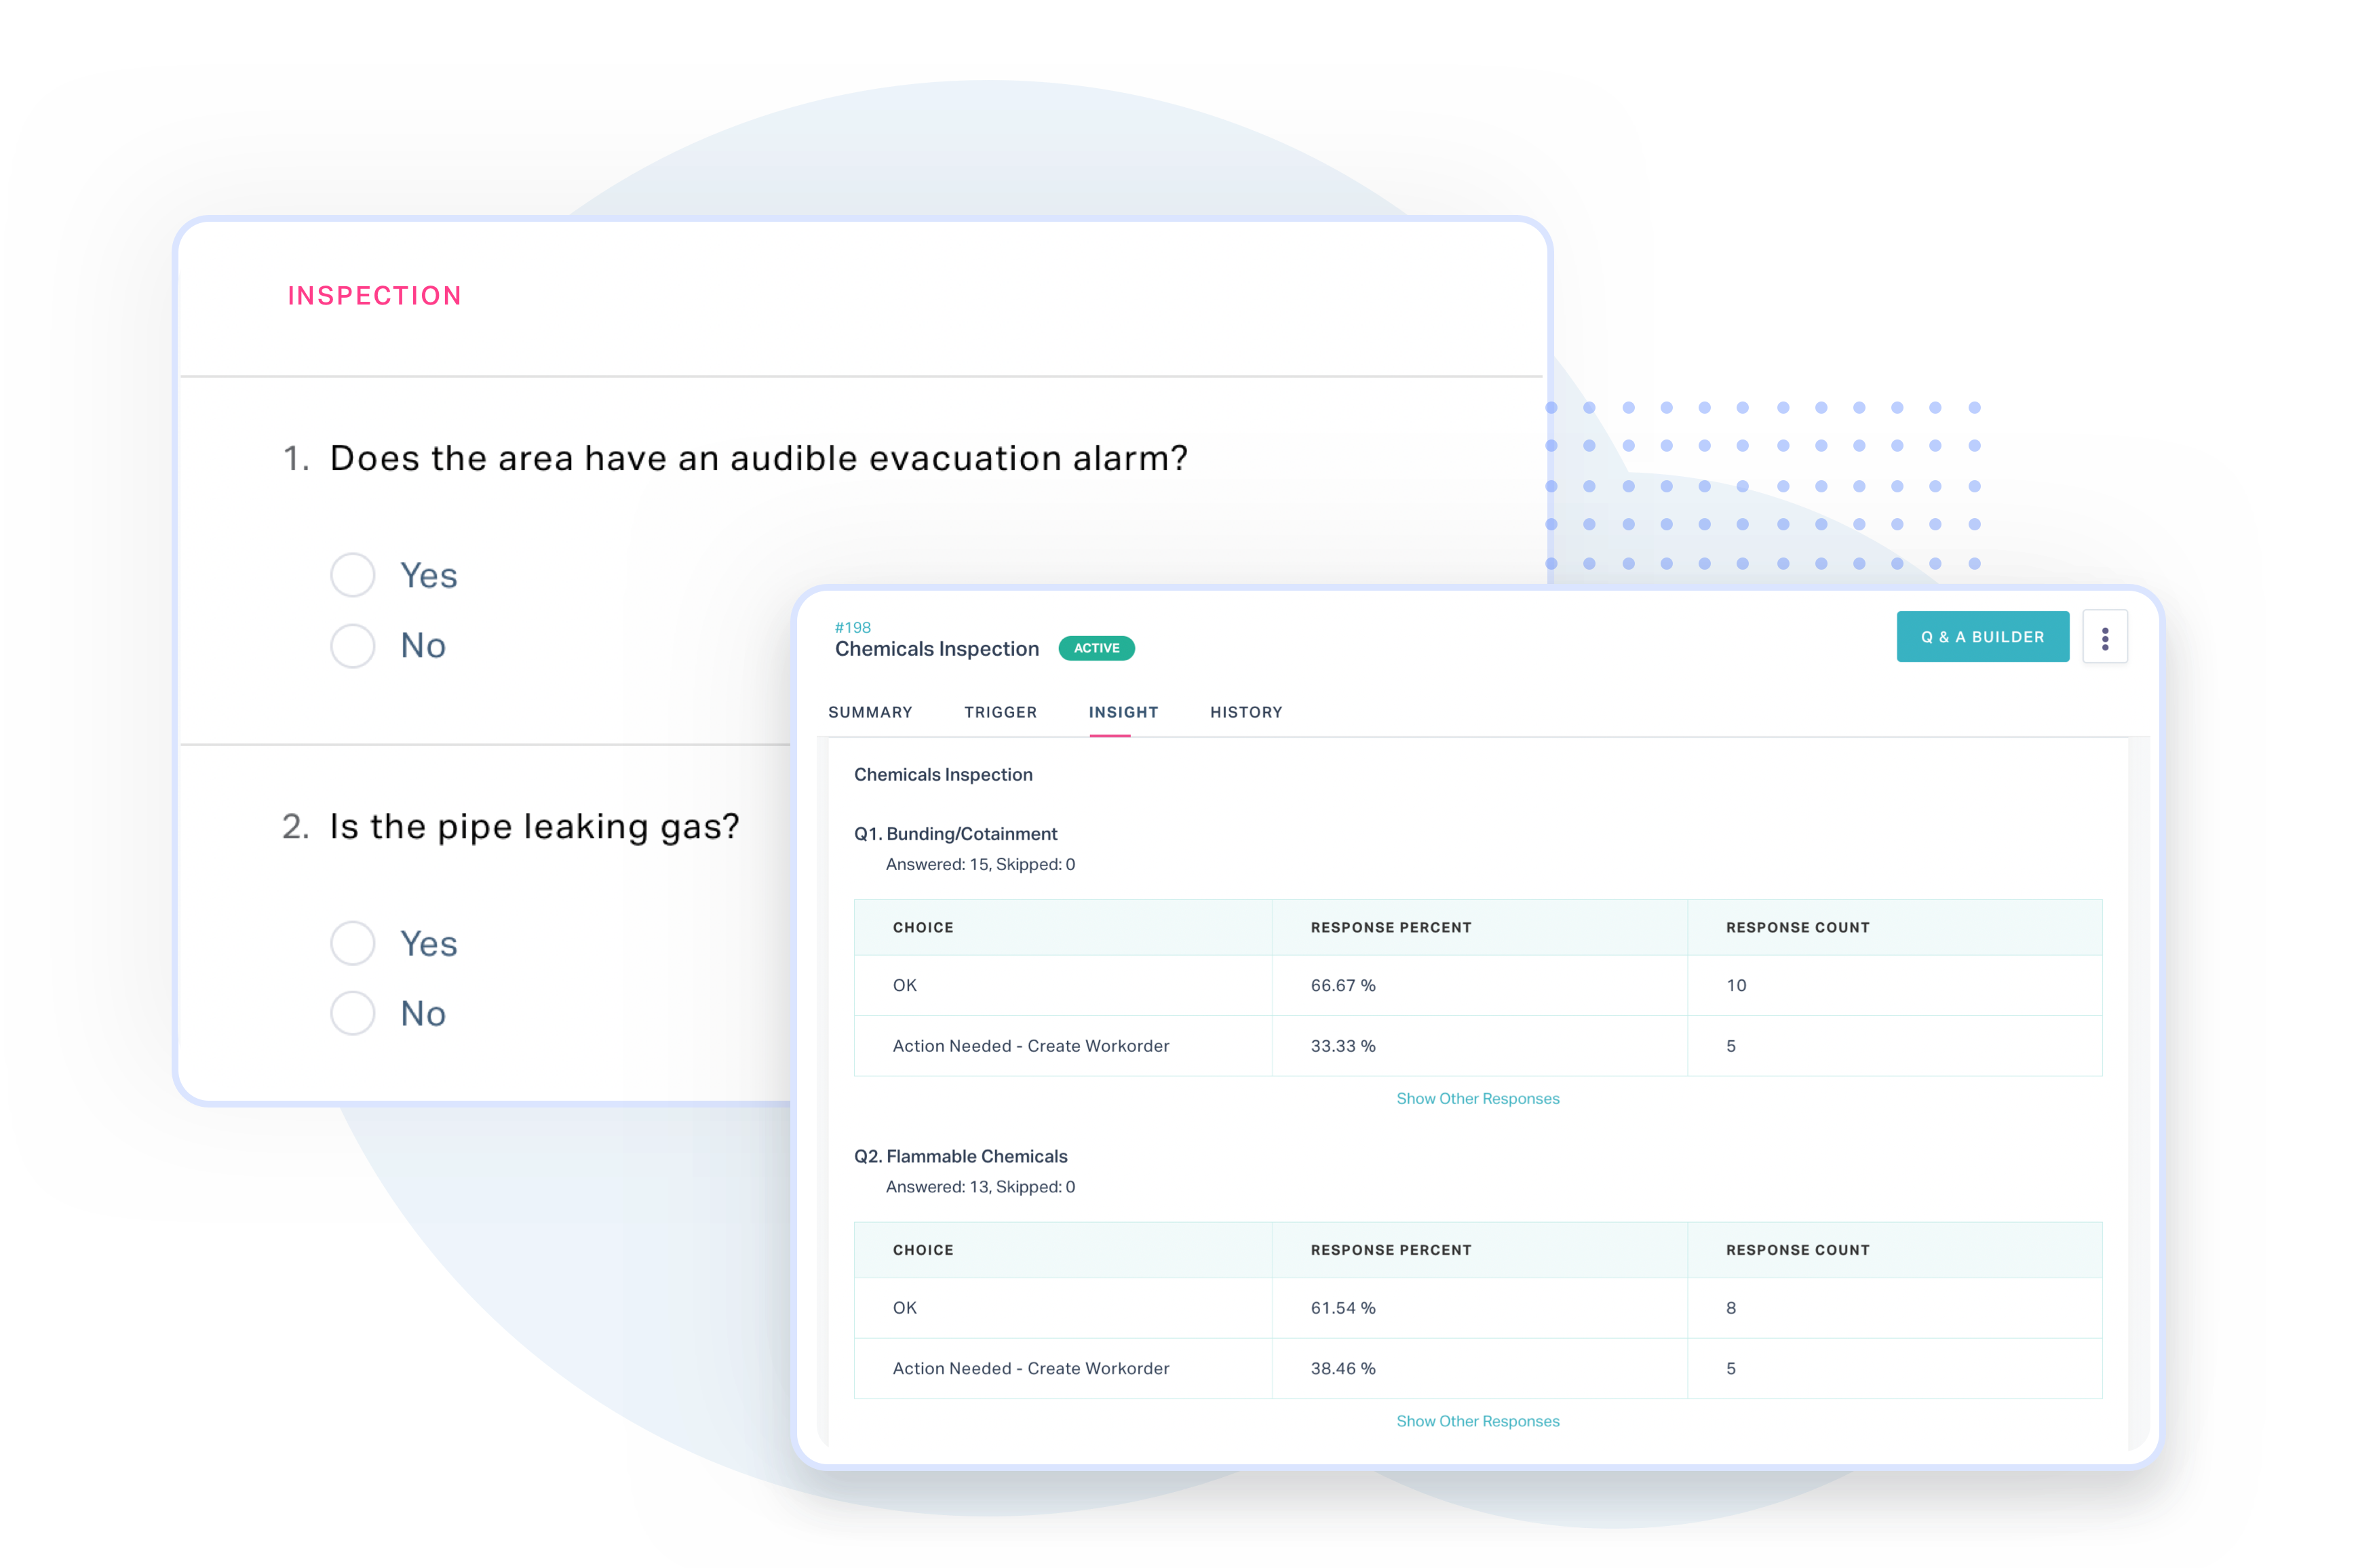 INSPECTION
1. Does the area have an audible evacuation alarm?
Yes
No
2. Is the pipe leaking gas?
Yes
No
#198
Chemicals Inspection ACTIVE
Q & A BUILDER
SUMMARY TRIGGER INSIGHT HISTORY
Chemicals Inspection
Q1. Bunding/Cotainment
Answered: 15, Skipped: 0
CHOICE RESPONSE PERCENT RESPONSE COUNT
OK 66.67 % 10
Action Needed - Create Workorder 33.33 % 5
Show Other Responses
Q2. Flammable Chemicals
Answered: 13, Skipped: 0
CHOICE RESPONSE PERCENT RESPONSE COUNT
OK 61.54 % 8
Action Needed - Create Workorder 38.46 % 5
Show Other Responses